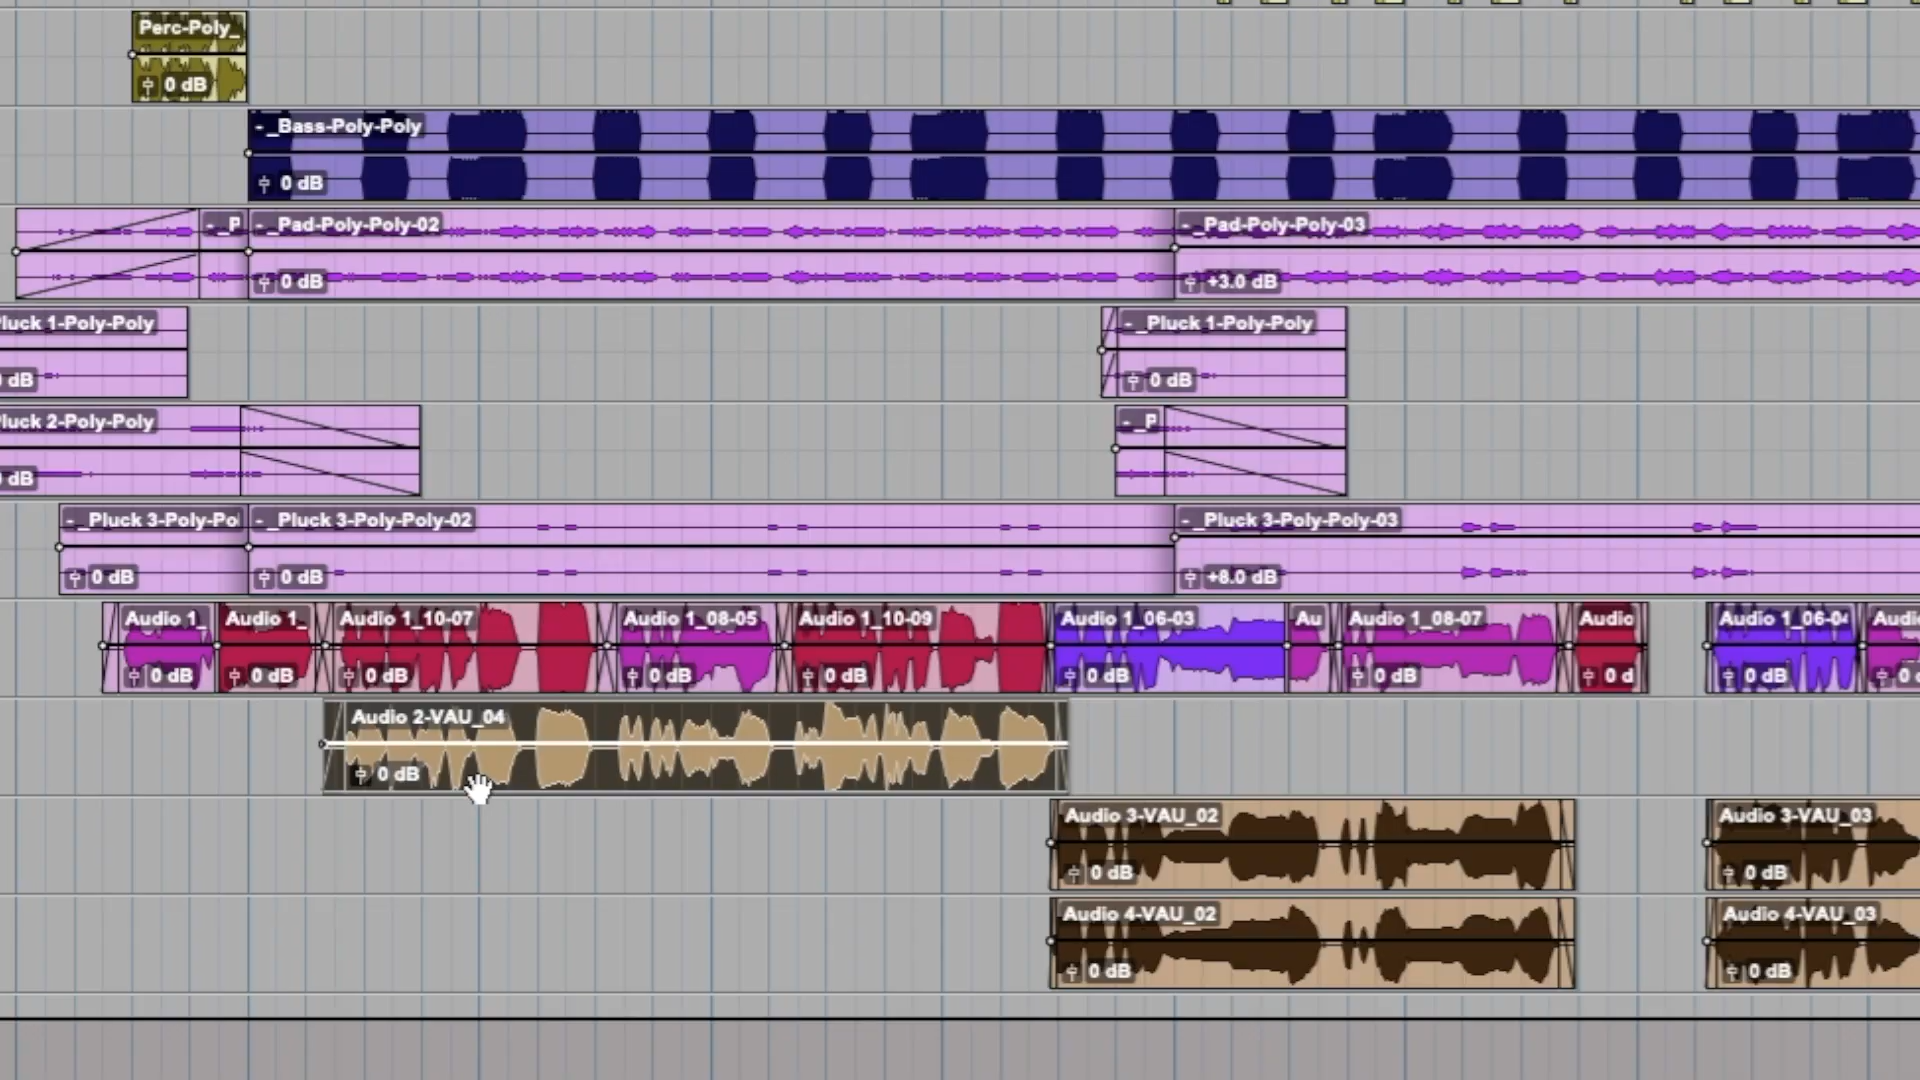 Perc-Poly_
0 dB
- _Bass-Poly-Poly
0 dB
- _P
- _Pad-Poly-Poly-02
- _Pad-Poly-Poly-03
0 dB
+3.0 dB
luck 1-Poly-Poly
- _Pluck 1-Poly-Poly
dB
0 dB
luck 2-Poly-Poly
- _P
dB
- _Pluck 3-Poly-Pol
- _Pluck 3-Poly-Poly-02
- _Pluck 3-Poly-Poly-03
0 dB
0 dB
+8.0 dB
Audio 1_
Audio 1_
Audio 1_10-07
Audio 1_08-05
Audio 1_10-09
Audio 1_06-03
Au
Audio 1_08-07
Audio
Audio 1_06-04
Audio
0 dB
0 dB
0 dB
0 dB
0 dB
0 dB
0 dB
0 d
0 dB
0
Audio 2-VAU_04
0 dB
Audio 3-VAU_02
Audio 3-VAU_03
0 dB
0 dB
Audio 4-VAU_02
Audio 4-VAU_03
0 dB
0 dB